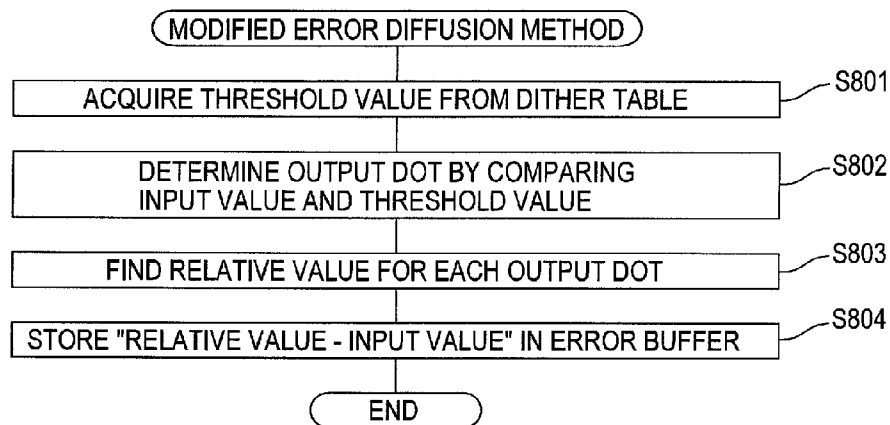 MODIFIED ERROR DIFFUSION METHOD
ACQUIRE THRESHOLD VALUE FROM DITHER TABLE
S801
DETERMINE OUTPUT DOT BY COMPARING
INPUT VALUE AND THRESHOLD VALUE
S802
FIND RELATIVE VALUE FOR EACH OUTPUT DOT
S803
STORE "RELATIVE VALUE - INPUT VALUE" IN ERROR BUFFER
S804
END